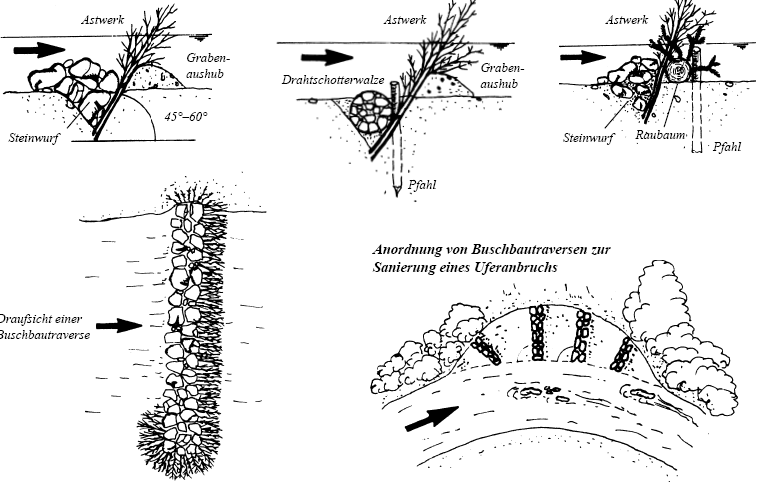 Astwerk
Graben-
aushub
Steinwurf
45°–60°
Astwerk
Drahtschotterwalze
Graben-
aushub
Pfahl
Astwerk
Steinwurf
Raubaum
Pfahl
Draufsicht einer
Buschbautraverse
Anordnung von Buschbautraversen zur
Sanierung eines Uferanbruchs